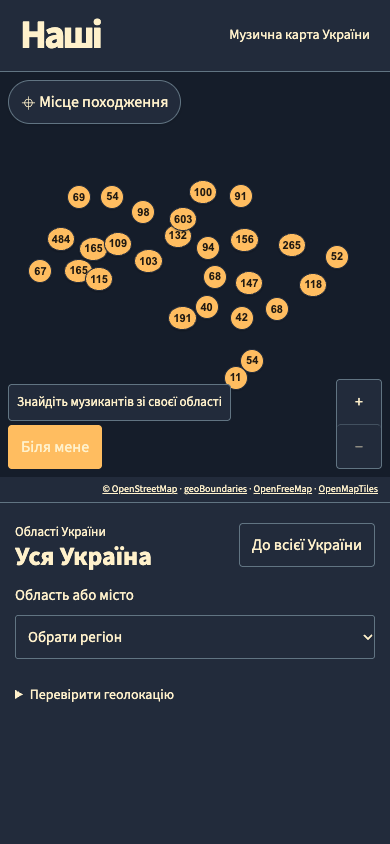 Наші
Музична карта України
Місце походження
69
54
100
91
98
603
132
484
165
109
94
156
265
103
52
67
165
115
68
147
118
40
191
42
68
54
11
Знайдіть музикантів зі своєї області
Біля мене
+
−
© OpenStreetMap · geoBoundaries · OpenFreeMap · OpenMapTiles
Області України
Уся Україна
До всієї України
Область або місто
Обрати регіон
Перевірити геолокацію